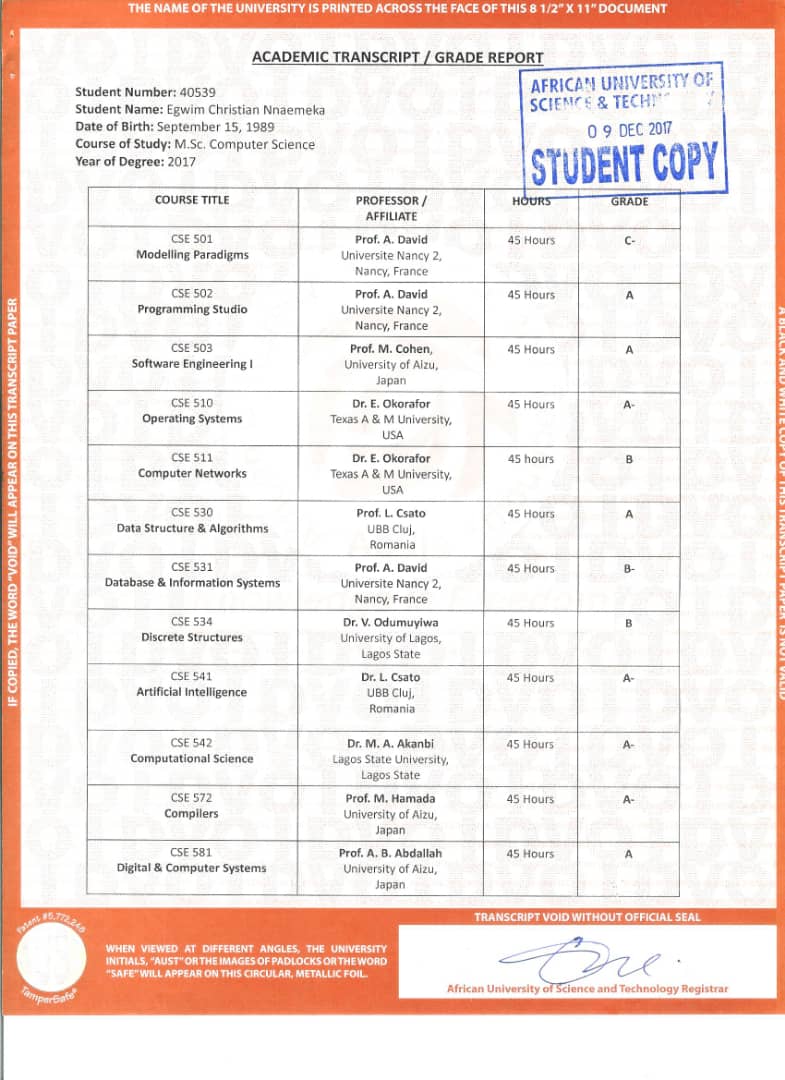 THE NAME OF THE UNIVERSITY IS PRINTED ACROSS THE FACE OF THIS 8 1/2" X 11" DOCUMENT
ACADEMIC TRANSCRIPT / GRADE REPORT
Student Number: 40539
Student Name: Egwim Christian Nnaemeka
Date of Birth: September 15, 1989
Course of Study: M.Sc. Computer Science
Year of Degree: 2017
AFRICAN UNIVERSITY OF
SCIENCE & TECHN
09 DEC 2017
STUDENT COPY
COURSE TITLE PROFESSOR / AFFILIATE HOURS GRADE
CSE 501 Prof. A. David 45 Hours C-
Modelling Paradigms Universite Nancy 2,
Nancy, France
CSE 502 Prof. A. David 45 Hours A
Programming Studio Universite Nancy 2,
Nancy, France
CSE 503 Prof. M. Cohen, 45 Hours A
Software Engineering I University of Aizu,
Japan
CSE 510 Dr. E. Okorafor 45 Hours A-
Operating Systems Texas A & M University,
USA
CSE 511 Dr. E. Okorafor 45 hours B
Computer Networks Texas A & M University,
USA
CSE 530 Prof. L. Csato 45 Hours A
Data Structure & Algorithms UBB Cluj,
Romania
CSE 531 Prof. A. David 45 Hours B-
Database & Information Systems Universite Nancy 2,
Nancy, France
CSE 534 Dr. V. Odumuyiwa 45 Hours B
Discrete Structures University of Lagos,
Lagos State
CSE 541 Dr. L. Csato 45 Hours A-
Artificial Intelligence UBB Cluj,
Romania
CSE 542 Dr. M. A. Akanbi 45 Hours A-
Computational Science Lagos State University,
Lagos State
CSE 572 Prof. M. Hamada 45 Hours A-
Compilers University of Aizu,
Japan
CSE 581 Prof. A. B. Abdallah 45 Hours A
Digital & Computer Systems University of Aizu,
Japan
IF COPIED, THE WORD "VOID" WILL APPEAR ON THIS TRANSCRIPT PAPER
A BLACK AND WHITE COPY OF THIS TRANSCRIPT PAPER IS NOT VALID
Patent #5,772,248
TamperSafe®
WHEN VIEWED AT DIFFERENT ANGLES, THE UNIVERSITY
INITIALS, "AUST" OR THE IMAGES OF PADLOCKS OR THE WORD
"SAFE" WILL APPEAR ON THIS CIRCULAR, METALLIC FOIL.
TRANSCRIPT VOID WITHOUT OFFICIAL SEAL
African University of Science and Technology Registrar